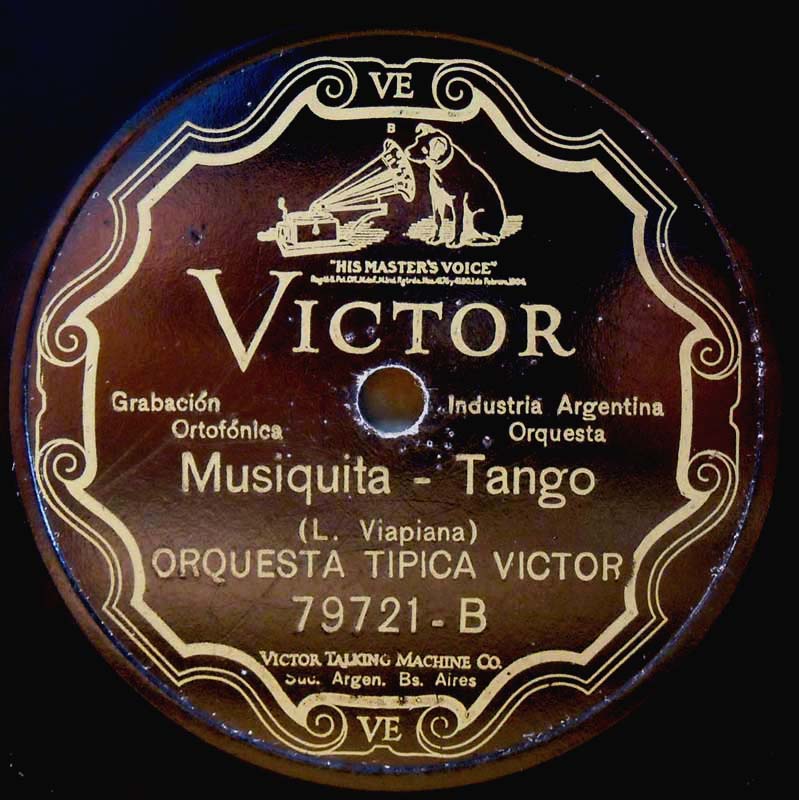 VE
B
"HIS MASTER'S VOICE"
VICTOR
Grabación
Ortofónica
Industria Argentina
Orquesta
Musiquita - Tango
(L. Viapiana)
ORQUESTA TIPICA VICTOR
79721-B
VICTOR TALKING MACHINE CO.
Suc. Argen. Bs. Aires
VE